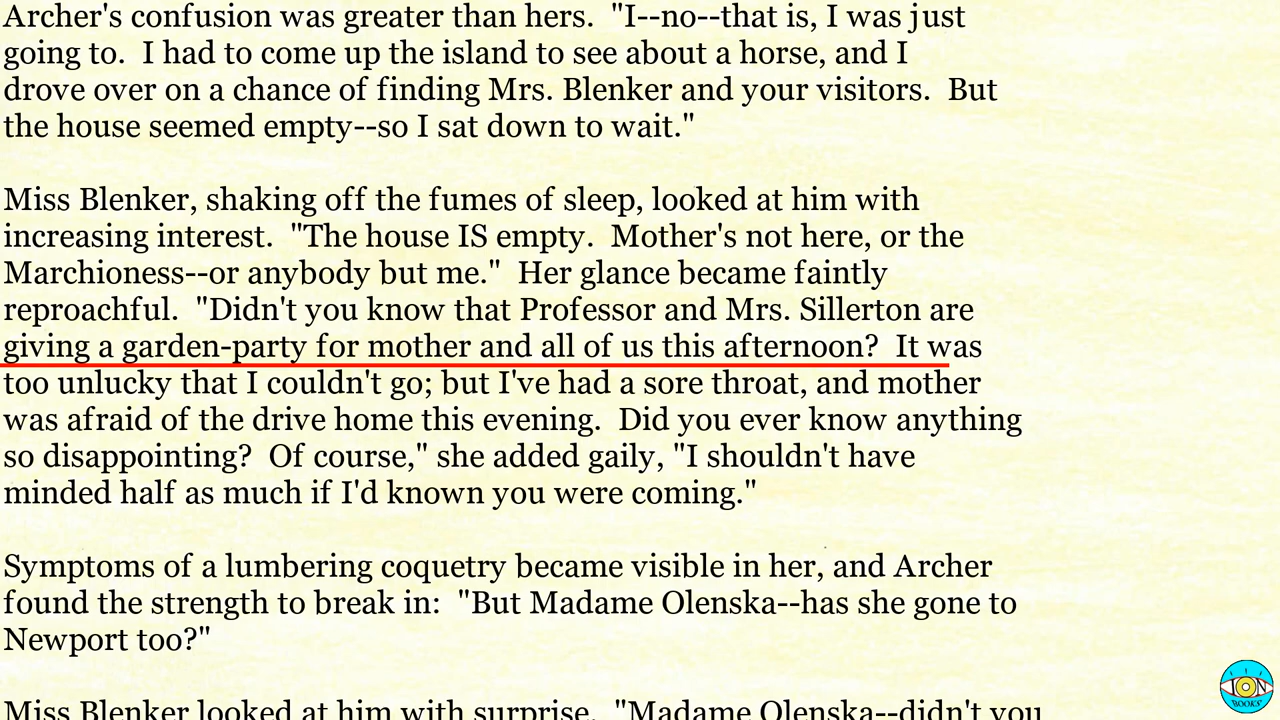 Archer's confusion was greater than hers.  "I--no--that is, I was just
going to.  I had to come up the island to see about a horse, and I
drove over on a chance of finding Mrs. Blenker and your visitors.  But
the house seemed empty--so I sat down to wait."
Miss Blenker, shaking off the fumes of sleep, looked at him with
increasing interest.  "The house IS empty.  Mother's not here, or the
Marchioness--or anybody but me."  Her glance became faintly
reproachful.  "Didn't you know that Professor and Mrs. Sillerton are
giving a garden-party for mother and all of us this afternoon?  It was
too unlucky that I couldn't go; but I've had a sore throat, and mother
was afraid of the drive home this evening.  Did you ever know anything
so disappointing?  Of course," she added gaily, "I shouldn't have
minded half as much if I'd known you were coming."
Symptoms of a lumbering coquetry became visible in her, and Archer
found the strength to break in:  "But Madame Olenska--has she gone to
Newport too?"
Miss Blenker looked at him with surprise.  "Madame Olenska--didn't you
ION
BOOKS